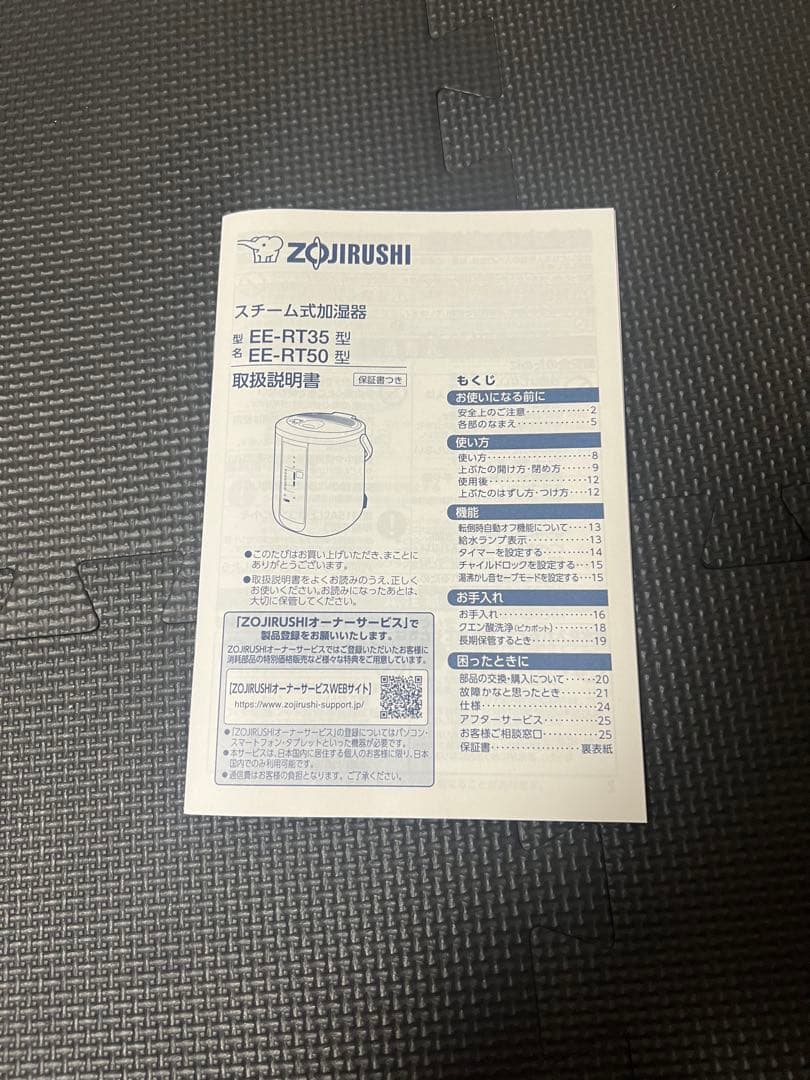 ZOJIRUSHI
スチーム式加湿器
型名 EE-RT35 型
EE-RT50 型
取扱説明書 保証書つき
●このたびはお買い上げいただき、まことに
ありがとうございます。
●取扱説明書をよくお読みのうえ、正しく
お使いください。お読みになったあとは、
大切に保管してください。
「ZOJIRUSHIオーナーサービス」で
製品登録をお願いいたします。
ZOJIRUSHIオーナーサービスではご登録いただいたお客様に
消耗部品の特別価格販売など様々な特典をご用意しています。
【ZOJIRUSHIオーナーサービスWEBサイト】
https://www.zojirushi-support.jp/
●「ZOJIRUSHIオーナーサービス」の登録についてはパソコン・
スマートフォン・タブレットといった機器が必要です。
●本サービスは、日本国内に居住する個人のお客様に限り、日本
国内でのみ利用可能です。
●通信費はお客様の負担となります。ご了承ください。
もくじ
お使いになる前に
安全上のご注意············2
各部のなまえ············5
使い方
使い方············8
上ぶたの開け方・閉め方·····9
使用後············12
上ぶたのはずし方・つけ方····12
機能
転倒時自動オフ機能について····13
給水ランプ表示··········13
タイマーを設定する········14
チャイルドロックを設定する···15
湯沸かし音セーブモードを設定する···15
お手入れ
お手入れ············16
クエン酸洗浄（ピカポット）······18
長期保管するとき·········19
困ったときに
部品の交換・購入について·····20
故障かなと思ったとき······21
仕様············24
アフターサービス········25
お客様ご相談窓口········25
保証書············裏表紙